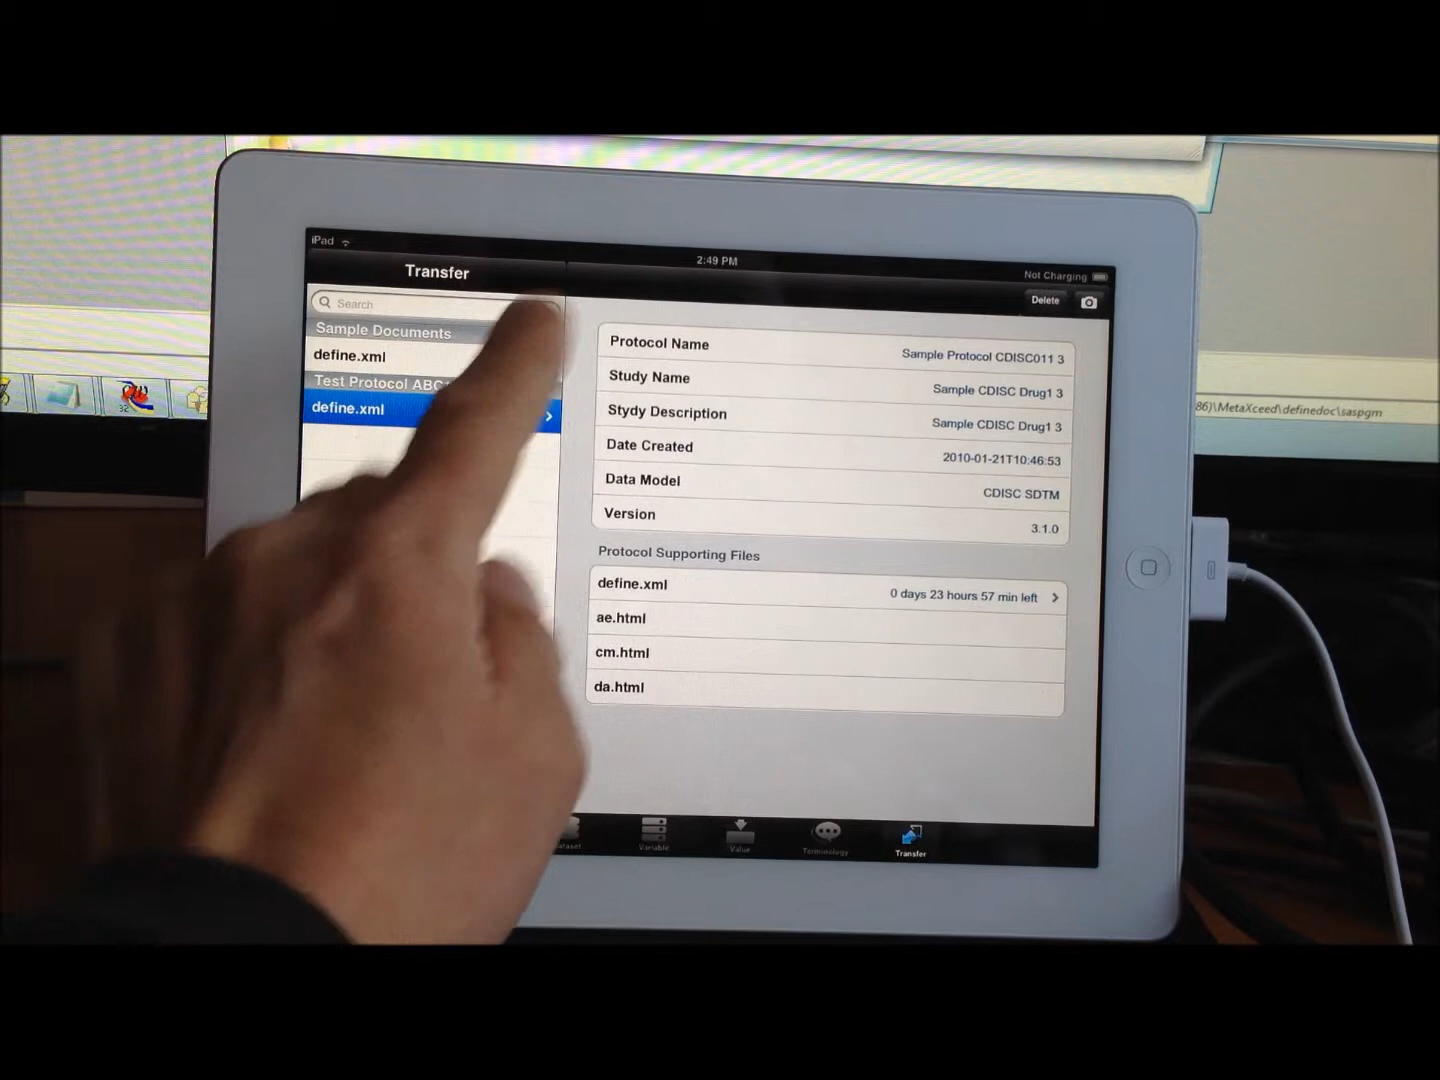 iPad
2:49 PM
Not Charging
Transfer
Delete
Search
Sample Documents
define.xml
Test Protocol ABC
define.xml
Protocol Name
Sample Protocol CDISC011 3
Study Name
Sample CDISC Drug1 3
Stydy Description
Sample CDISC Drug1 3
Date Created
2010-01-21T10:46:53
Data Model
CDISC SDTM
Version
3.1.0
Protocol Supporting Files
define.xml
0 days 23 hours 57 min left
ae.html
cm.html
da.html
Variable
Value
Terminology
Transfer
86)\MetaXceed\definedoc\saspgm
32